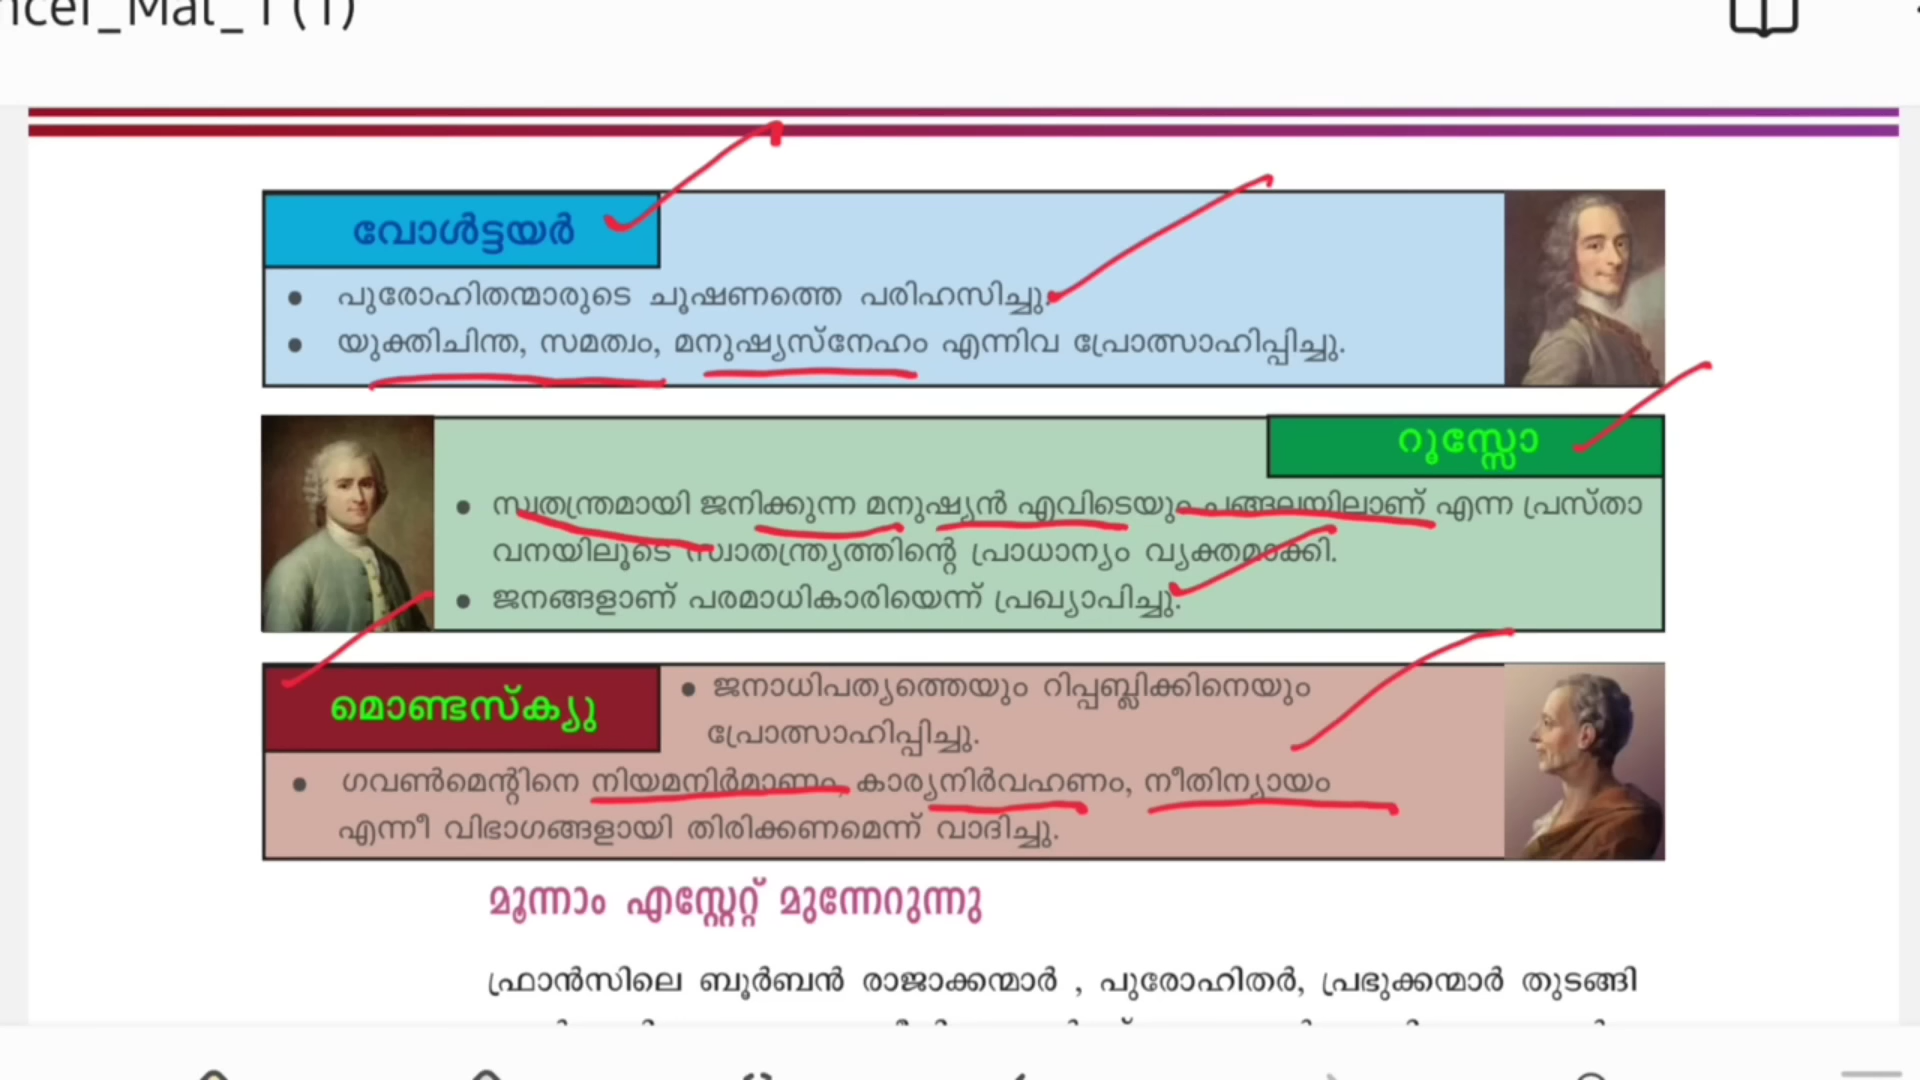 വോൾട്ടയർ
പുരോഹിതന്മാരുടെ ചൂഷണത്തെ പരിഹസിച്ചു.
യുക്തിചിന്ത, സമത്വം, മനുഷ്യസ്നേഹം എന്നിവ പ്രോത്സാഹിപ്പിച്ചു.
റൂസ്സോ
സ്വതന്ത്രമായി ജനിക്കുന്ന മനുഷ്യൻ എവിടെയും ചങ്ങലയിലാണ് എന്ന പ്രസ്താ
വനയിലൂടെ സ്വാതന്ത്ര്യത്തിന്റെ പ്രാധാന്യം വ്യക്തമാക്കി.
ജനങ്ങളാണ് പരമാധികാരിയെന്ന് പ്രഖ്യാപിച്ചു.
മൊണ്ടസ്ക്യു
ജനാധിപത്യത്തെയും റിപ്പബ്ലിക്കിനെയും
പ്രോത്സാഹിപ്പിച്ചു.
ഗവൺമെന്റിനെ നിയമനിർമാണം, കാര്യനിർവഹണം, നീതിന്യായം
എന്നീ വിഭാഗങ്ങളായി തിരിക്കണമെന്ന് വാദിച്ചു.
മൂന്നാം എസ്റ്റേറ്റ് മുന്നേറുന്നു
ഫ്രാൻസിലെ ബൂർബൻ രാജാക്കന്മാർ , പുരോഹിതർ, പ്രഭുക്കന്മാർ തുടങ്ങി